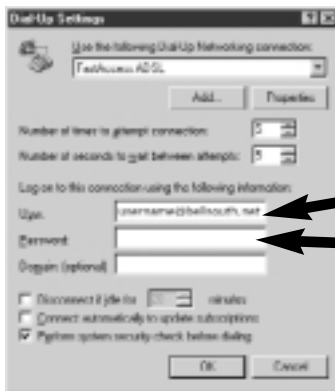 Dial-Up Settings
Use the following Dial-Up Networking connection:
FastAccess ADSL
Add...
Properties
Number of times to attempt connection:
5
Number of seconds to wait between attempts:
5
Log on to this connection using the following information:
User:
username@bellsouth.net
Password:
Domain: (optional)
Disconnect if idle for
20
minutes
Connect automatically to update subscriptions
Perform system security check before dialing
OK
Cancel